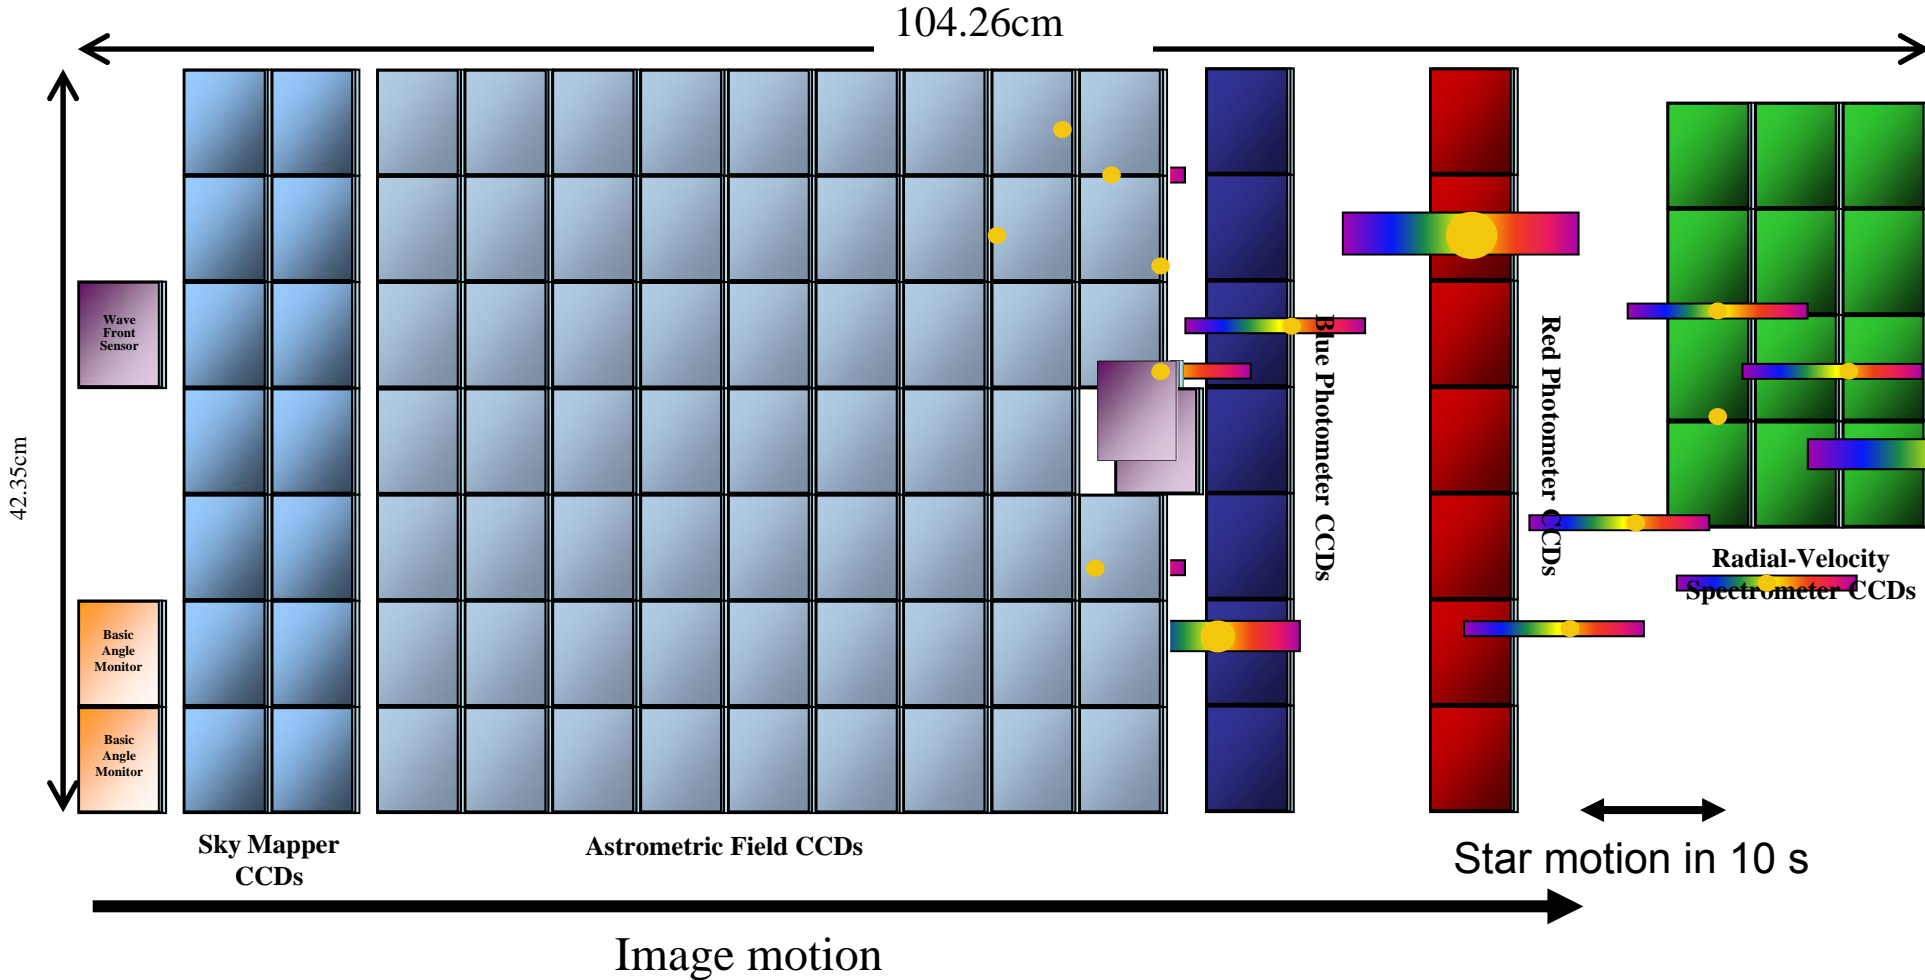 104.26cm
42.35cm
Wave
Front
Sensor
Blue Photometer CCDs
Red Photometer CCDs
Radial-Velocity
Spectrometer CCDs
Basic
Angle
Monitor
Basic
Angle
Monitor
Sky Mapper
CCDs
Astrometric Field CCDs
Star motion in 10 s
Image motion